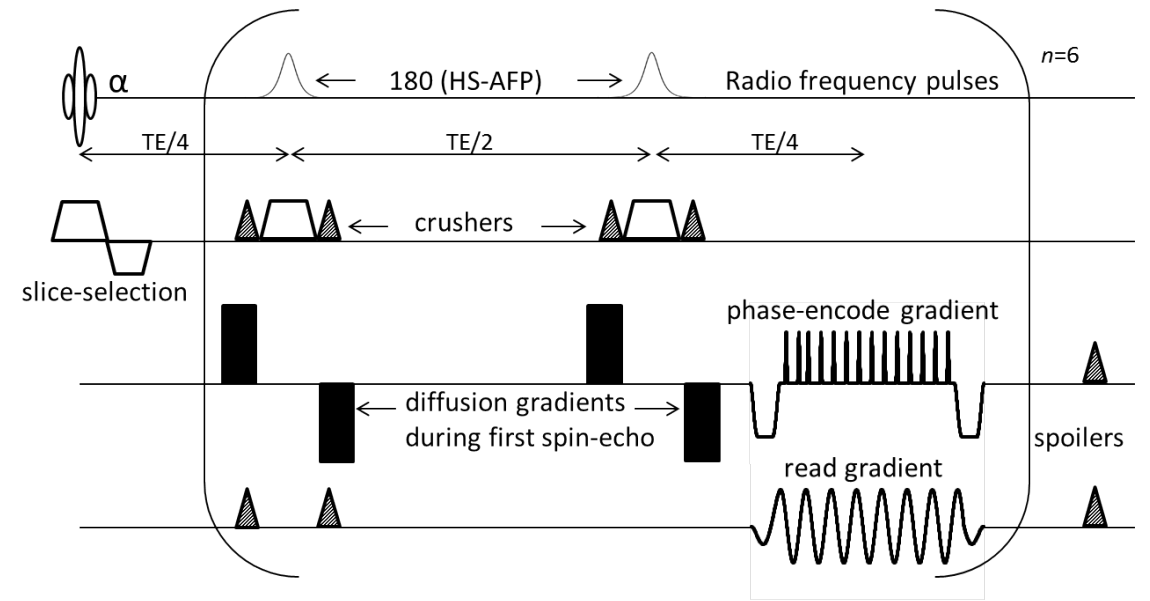 α
180 (HS-AFP)
Radio frequency pulses
n=6
TE/4
TE/2
TE/4
crushers
slice-selection
phase-encode gradient
diffusion gradients
during first spin-echo
spoilers
read gradient